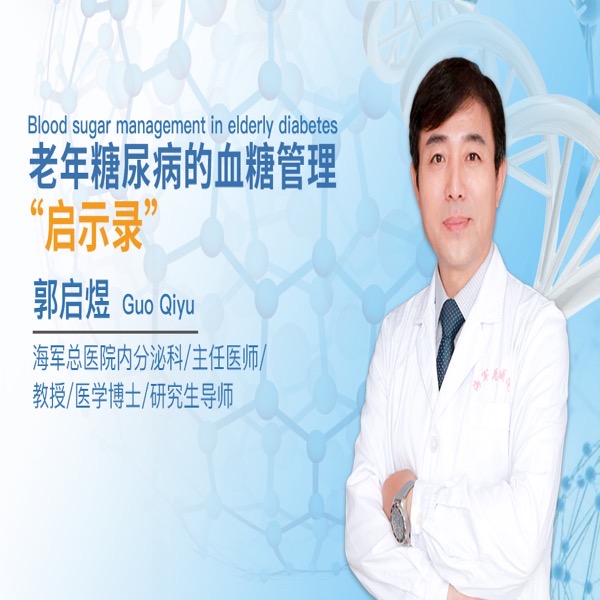 Blood sugar management in elderly diabetes
老年糖尿病的血糖管理
“启示录”
郭启煜 Guo Qiyu
海军总医院内分泌科/主任医师/
教授/医学博士/研究生导师